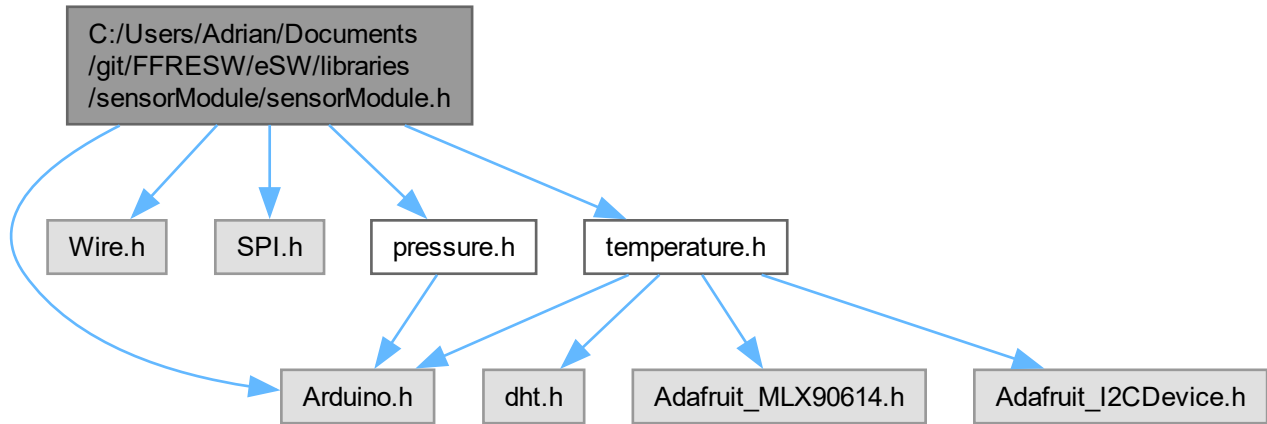 C:/Users/Adrian/Documents
/git/FFRESW/eSW/libraries
/sensorModule/sensorModule.h
Wire.h
SPI.h
pressure.h
temperature.h
Arduino.h
dht.h
Adafruit_MLX90614.h
Adafruit_I2CDevice.h